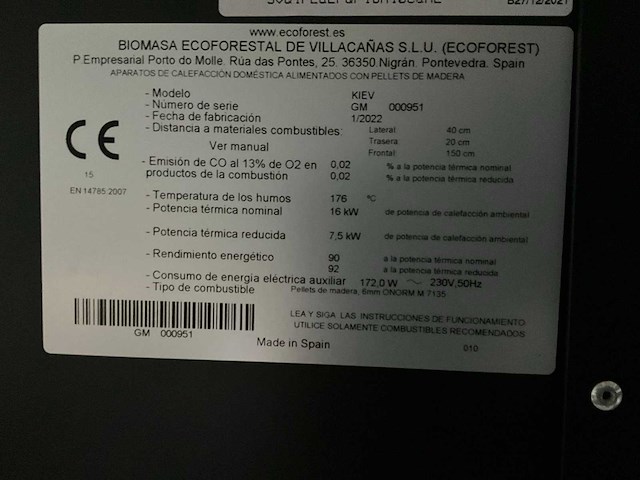 B27/12/2021
www.ecoforest.es
BIOMASA ECOFORESTAL DE VILLACAÑAS S.L.U. (ECOFOREST)
P.Empresarial Porto do Molle. Rúa das Pontes, 25. 36350.Nigrán. Pontevedra. Spain
APARATOS DE CALEFACCIÓN DOMÉSTICA ALIMENTADOS CON PELLETS DE MADERA
- Modelo KIEV
- Número de serie GM 000951
- Fecha de fabricación 1/2022
- Distancia a materiales combustibles: Lateral 40 cm
Ver manual Trasera 20 cm
Frontal 150 cm
CE
15
EN 14785:2007
- Emisión de CO al 13% de O2 en 0,02 % a la potencia térmica nominal
productos de la combustión 0,02 % a la potencia térmica reducida
- Temperatura de los humos 176 ºC
- Potencia térmica nominal 16 kW de potencia de calefacción ambiental
- Potencia térmica reducida 7,5 kW de potencia de calefacción ambiental
- Rendimiento energético 90 a la potencia térmica nominal
92 a la potencia térmica reducida
- Consumo de energia eléctrica auxiliar 172,0 W ~ 230V,50Hz
- Tipo de combustible Pellets de madera, 6mm ONORM M 7135
GM 000951
LEA Y SIGA LAS INSTRUCCIONES DE FUNCIONAMIENTO
UTILICE SOLAMENTE COMBUSTIBLES RECOMENDADOS
Made in Spain
010